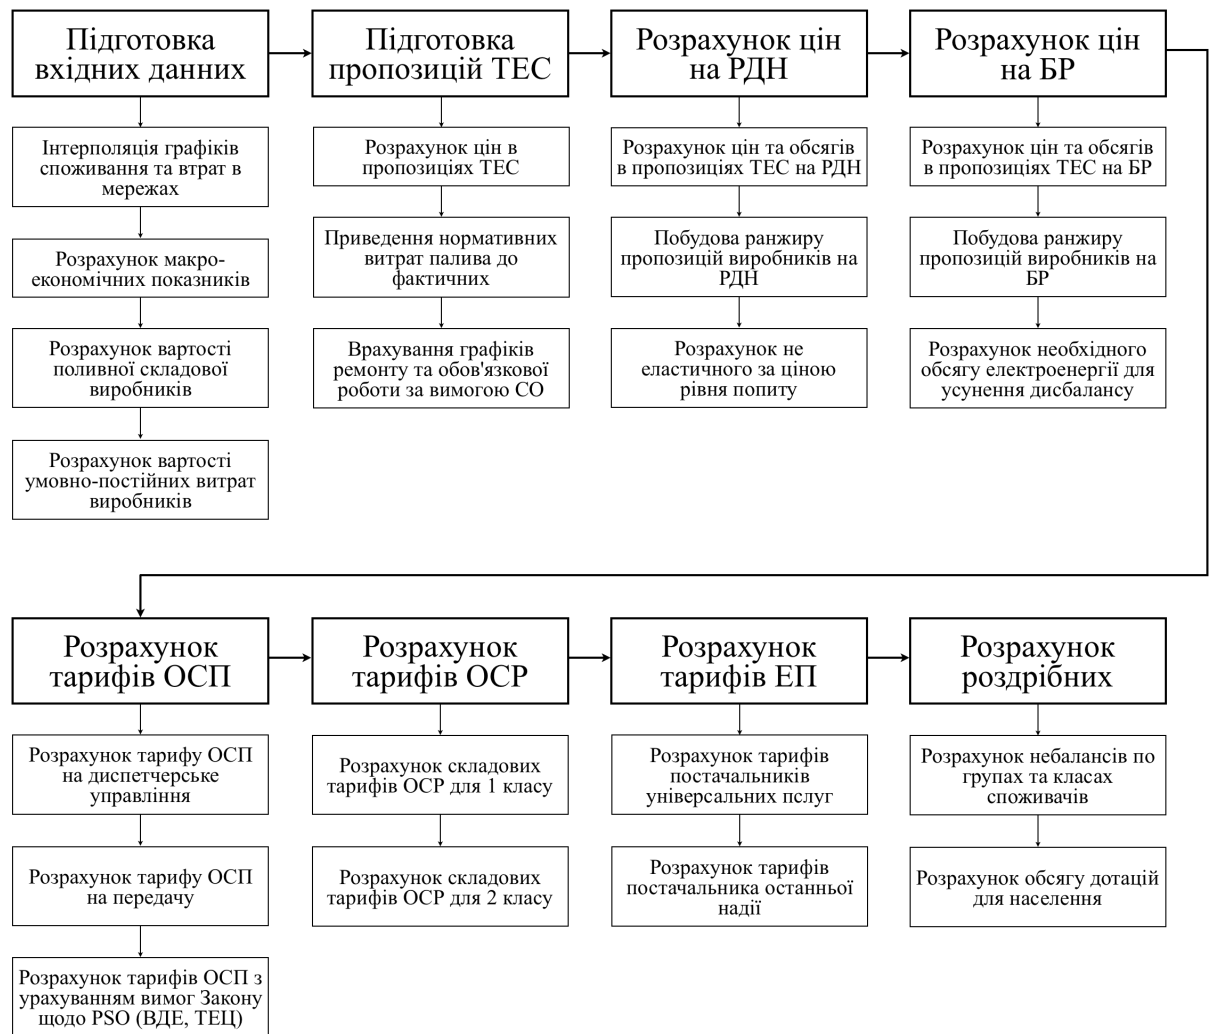 Підготовка
вхідних данних
Інтерполяція графіків
споживання та втрат в
мережах
Розрахунок макро-
економічних показників
Розрахунок вартості
поливної складової
виробників
Розрахунок вартості
умовно-постійних витрат
виробників
Підготовка
пропозицій ТЕС
Розрахунок цін в
пропозиціях ТЕС
Приведення нормативних
витрат палива до
фактичних
Врахування графіків
ремонту та обов'язкової
роботи за вимогою СО
Розрахунок цін
на РДН
Розрахунок цін та обсягів
в пропозиціях ТЕС на РДН
Побудова ранжиру
пропозицій виробників на
РДН
Розрахунок не
еластичного за ціною
рівня попиту
Розрахунок цін
на БР
Розрахунок цін та обсягів
в пропозиціях ТЕС на БР
Побудова ранжиру
пропозицій виробників на
БР
Розрахунок необхідного
обсягу електроенергії для
усунення дисбалансу
Розрахунок
тарифів ОСП
Розрахунок тарифу ОСП
на диспетчерське
управління
Розрахунок тарифу ОСП
на передачу
Розрахунок тарифів ОСП з
урахуванням вимог Закону
щодо PSO (ВДЕ, ТЕЦ)
Розрахунок
тарифів ОСР
Розрахунок складових
тарифів ОСР для 1 класу
Розрахунок складових
тарифів ОСР для 2 класу
Розрахунок
тарифів ЕП
Розрахунок тарифів
постачальників
універсальних пслуг
Розрахунок тарифів
постачальника останньої
надії
Розрахунок
роздрібних
Розрахунок небалансів по
групах та класах
споживачів
Розрахунок обсягу дотацій
для населення